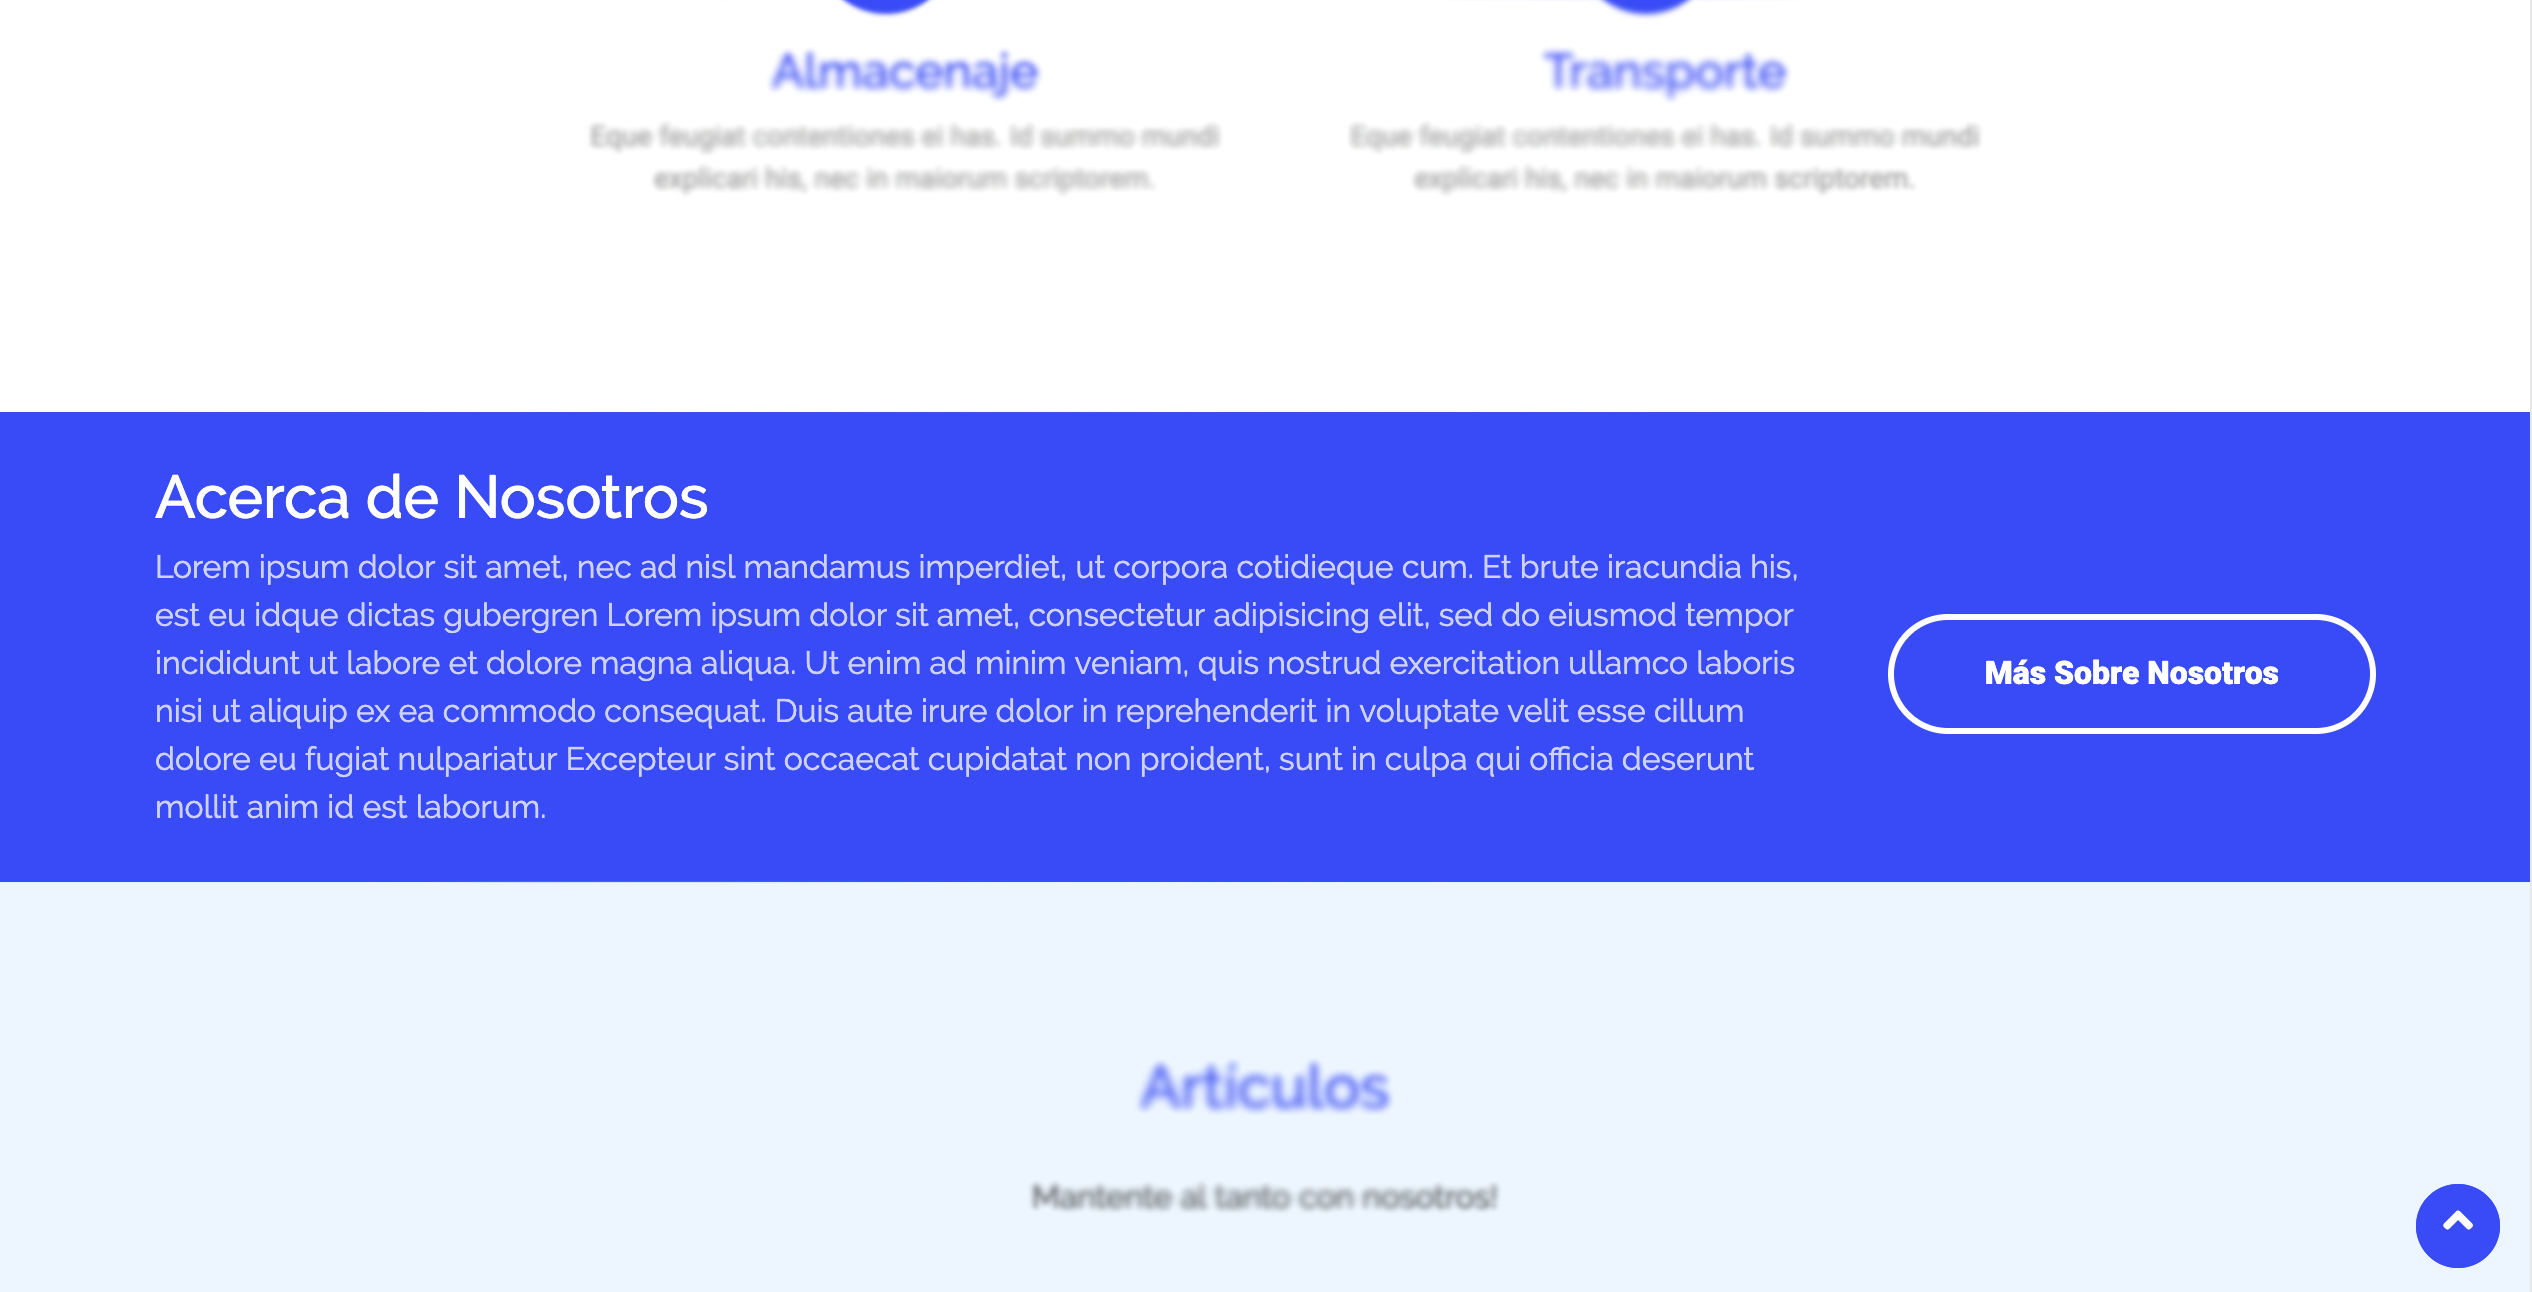 Almacenaje
Transporte
Eque feugiat contentiones ei has. Id summo mundi
explicari his, nec in maiorum scriptorem.
Eque feugiat contentiones ei has. Id summo mundi
explicari his, nec in maiorum scriptorem.
Acerca de Nosotros
Lorem ipsum dolor sit amet, nec ad nisl mandamus imperdiet, ut corpora cotidieque cum. Et brute iracundia his,
est eu idque dictas gubergren Lorem ipsum dolor sit amet, consectetur adipisicing elit, sed do eiusmod tempor
incididunt ut labore et dolore magna aliqua. Ut enim ad minim veniam, quis nostrud exercitation ullamco laboris
nisi ut aliquip ex ea commodo consequat. Duis aute irure dolor in reprehenderit in voluptate velit esse cillum
dolore eu fugiat nulpariatur Excepteur sint occaecat cupidatat non proident, sunt in culpa qui officia deserunt
mollit anim id est laborum.
Más Sobre Nosotros
Artículos
Mantente al tanto con nosotros!